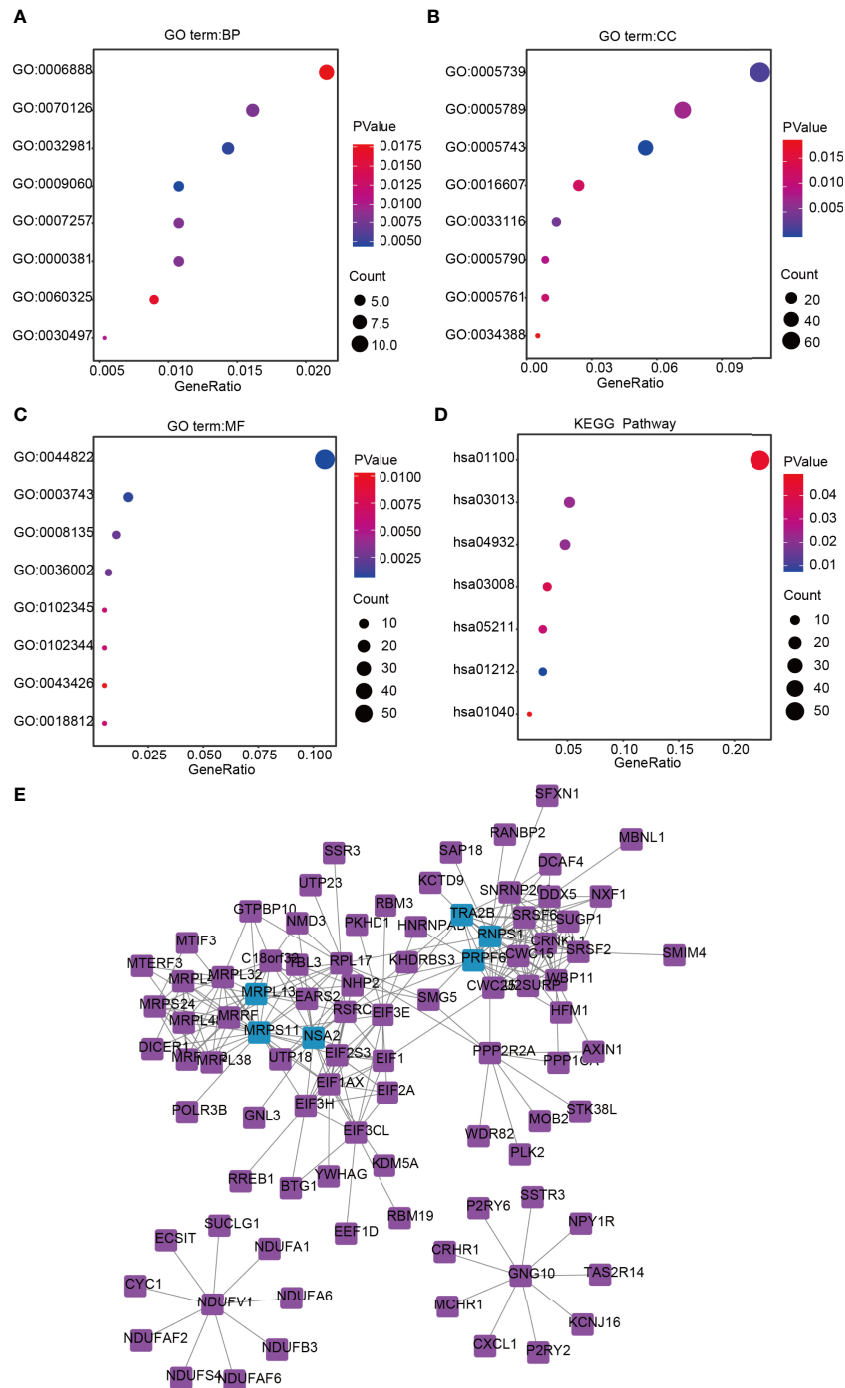 A
GO term:BP
GO:0006888
GO:0070126
GO:0032981
GO:0009060
GO:0007257
GO:0000381
GO:0060325
GO:0030497
0.005
0.010
0.015
0.020
GeneRatio
PValue
0.0175
0.0150
0.0125
0.0100
0.0075
0.0050
Count
5.0
7.5
10.0
B
GO term:CC
GO:0005739
GO:0005789
GO:0005743
GO:0016607
GO:0033116
GO:0005790
GO:0005761
GO:0034388
0.00
0.03
0.06
0.09
GeneRatio
PValue
0.015
0.010
0.005
Count
20
40
60
C
GO term:MF
GO:0044822
GO:0003743
GO:0008135
GO:0036002
GO:0102345
GO:0102344
GO:0043426
GO:0018812
0.025
0.050
0.075
0.100
GeneRatio
PValue
0.0100
0.0075
0.0050
0.0025
Count
10
20
30
40
50
D
KEGG Pathway
hsa01100
hsa03013
hsa04932
hsa03008
hsa05211
hsa01212
hsa01040
0.05
0.10
0.15
0.20
GeneRatio
PValue
0.04
0.03
0.02
0.01
Count
10
20
30
40
50
E
SFXN1
RANBP2
MBNL1
SSR3
SAP18
DCAF4
UTP23
KCTD9
DDX5
NXF1
RBM3
GTPBP10
NMD3
PKHD1
TRA2B
SRSF6
SUGP1
HNRNPAB
RNPS1
MTIF3
C18orf32
TBL3
RPL17
KHDRBS3
PRPF6
CWC15
SRSF2
SMIM4
MTERF3
MRPL32
NHP2
WBP11
MRPL13
EARS2
CWC25
MRPS24
MRRF
SMG5
EIF3E
HFM1
MRPS11
NSA2
DICER1
MRPL38
UTP18
EIF2S3
EIF1
PPP2R2A
PPP1CA
AXIN1
EIF1AX
EIF2A
POLR3B
GNL3
EIF3H
MOB2
STK38L
EIF3CL
WDR82
PLK2
RREB1
BTG1
YWHAG
KDM5A
EEF1D
RBM19
SUCLG1
ECSIT
NDUFA1
CYC1
NDUFV1
NDUFA6
NDUFAF2
NDUFB3
NDUFS4
NDUFAF6
SSTR3
P2RY6
NPY1R
CRHR1
GNG10
TAS2R14
MCHR1
KCNJ16
CXCL1
P2RY2